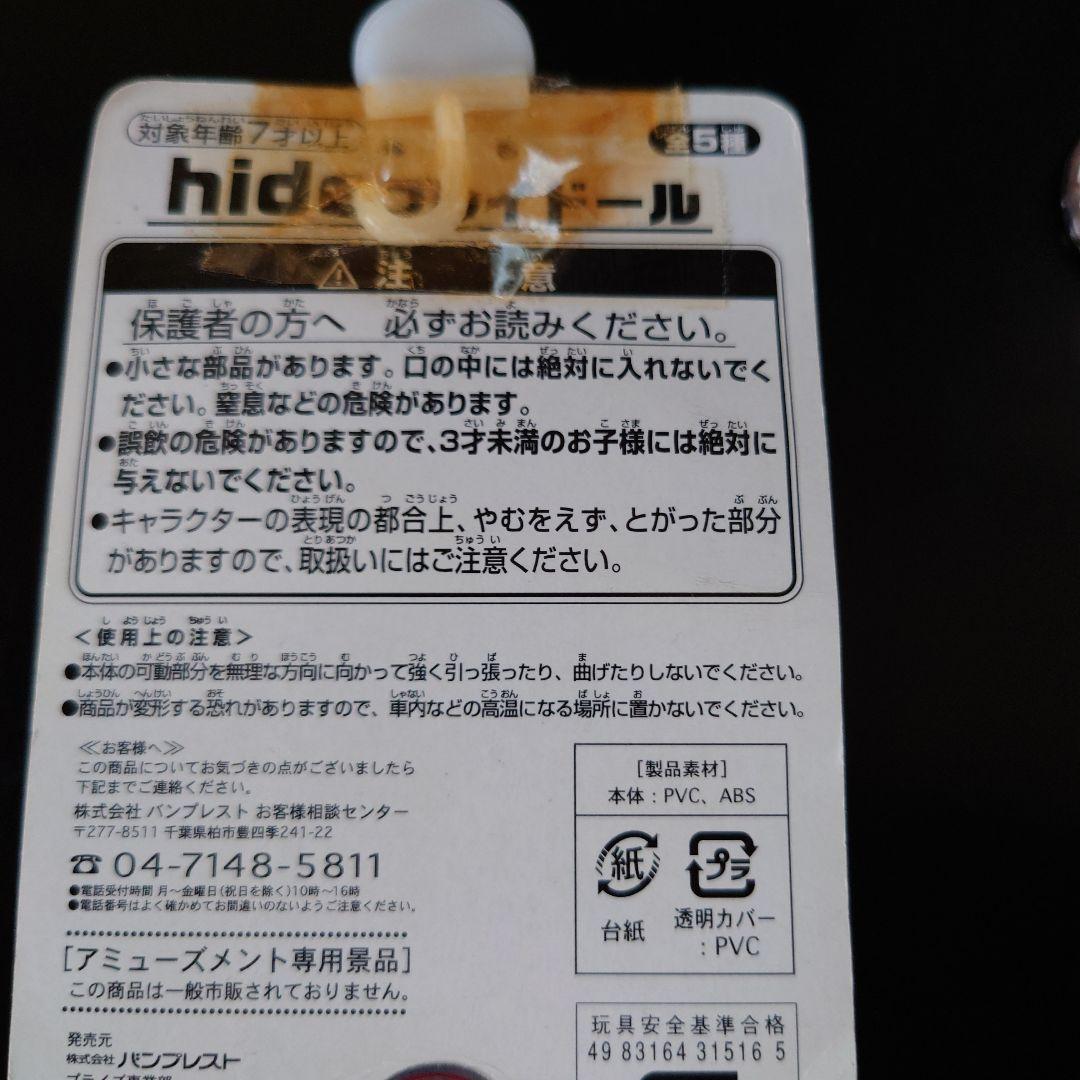 対象年齢7才以上
全5種
hide ドール
⚠注意
保護者の方へ 必ずお読みください。
●小さな部品があります。口の中には絶対に入れないでく
ださい。窒息などの危険があります。
●誤飲の危険がありますので、3才未満のお子様には絶対に
与えないでください。
●キャラクターの表現の都合上、やむをえず、とがった部分
がありますので、取扱いにはご注意ください。
<使用上の注意>
●本体の可動部分を無理な方向に向かって強く引っ張ったり、曲げたりしないでください。
●商品が変形する恐れがありますので、車内などの高温になる場所に置かないでください。
≪お客様へ≫
この商品についてお気づきの点がございましたら
下記までご連絡ください。
株式会社 バンプレスト お客様相談センター
〒277-8511 千葉県柏市豊四季241-22
☎04-7148-5811
●電話受付時間 月～金曜日(祝日を除く)10時～16時
●電話番号はよく確かめてお間違いのないようご注意ください。
[アミューズメント専用景品]
この商品は一般市販されておりません。
発売元
株式会社 バンプレスト
プライズ事業部
[製品素材]
本体:PVC、ABS
紙
プラ
台紙
透明カバー
:PVC
玩具安全基準合格
49 83164 31516 5